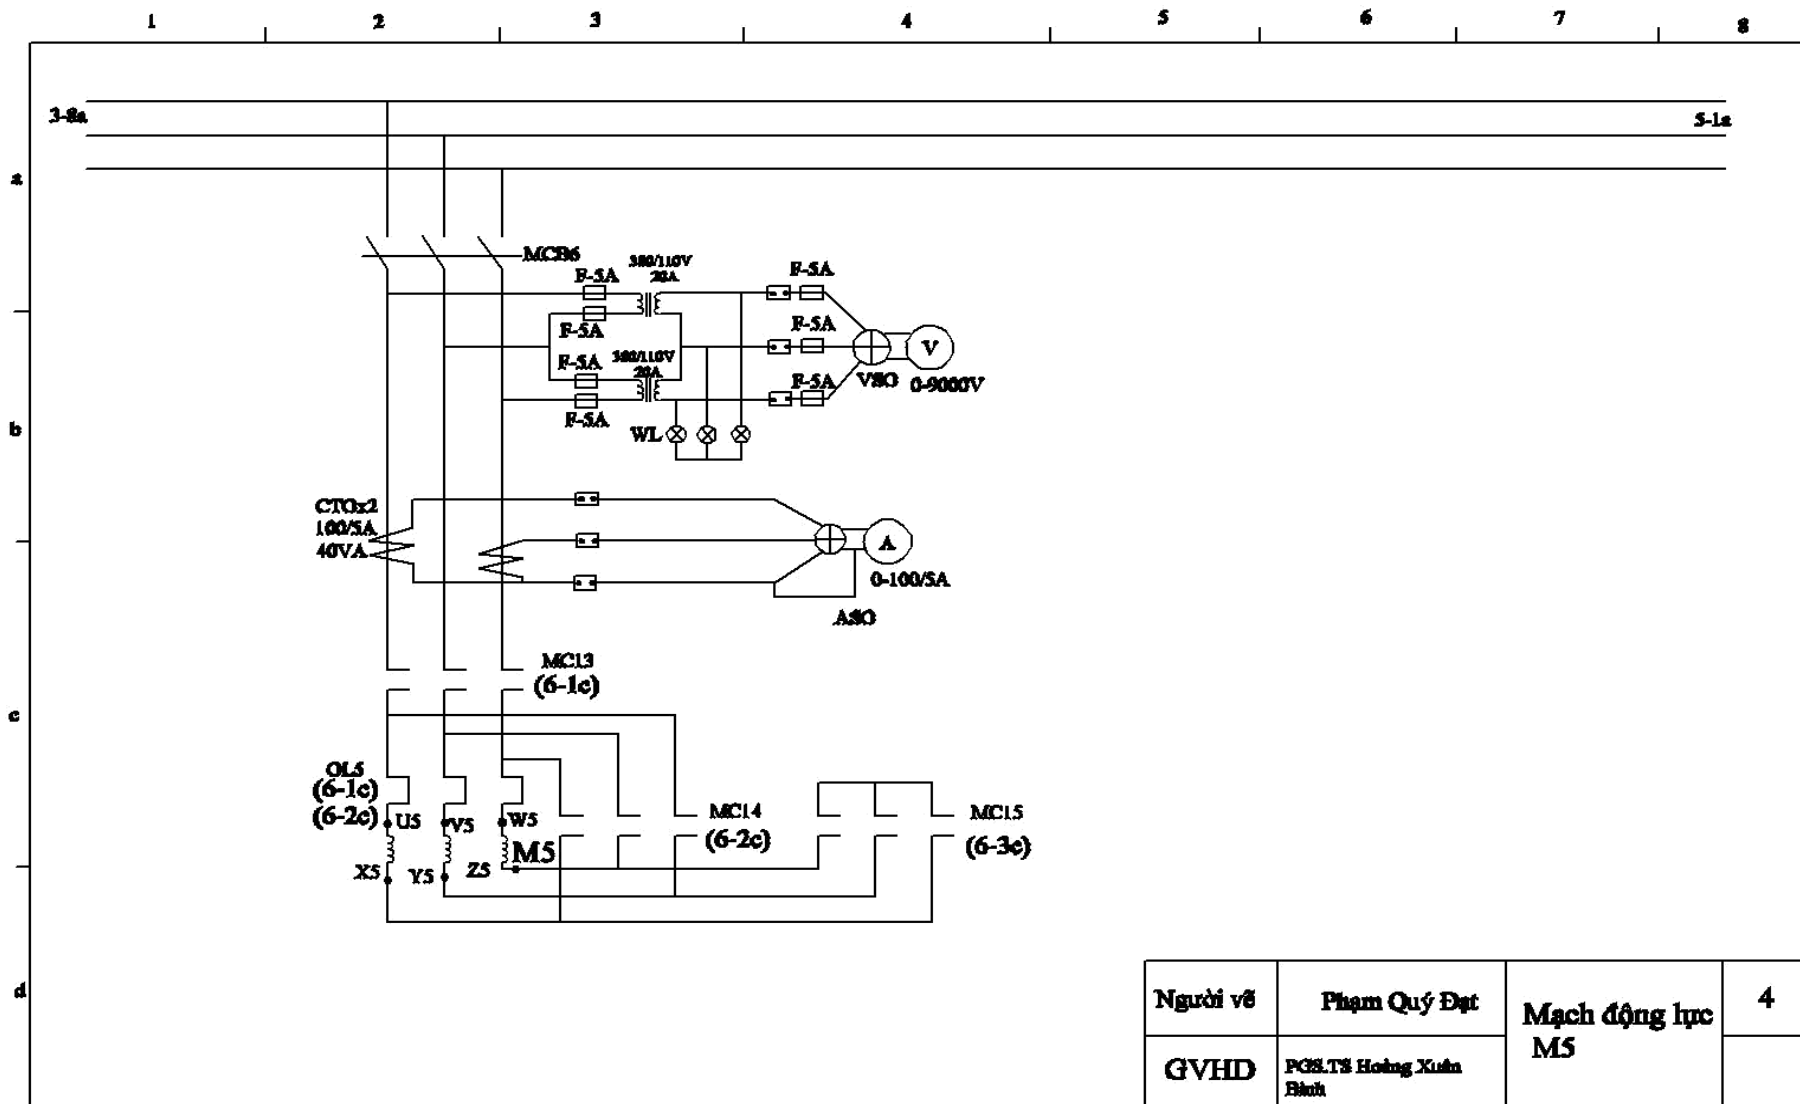 1 2 3 4 5 6 7 8
3-8a
5-1a
a
MCB6
380/110V
20A
F-5A
F-5A
F-5A
F-5A
F-5A
380/110V
20A
F-5A
F-5A
V
VSO
0-9000V
b
WL
CTOx2
100/5A
40VA
A
0-100/5A
ASO
MC13
(6-1c)
c
OL5
(6-1c)
(6-2c)
U5
V5
W5
MC14
(6-2c)
MC15
(6-3c)
M5
X5
Y5
Z5
d
Người vẽ
Phạm Quý Đạt
Mạch động lực
M5
4
GVHD
PGS.TS Hoàng Xuân
Bình